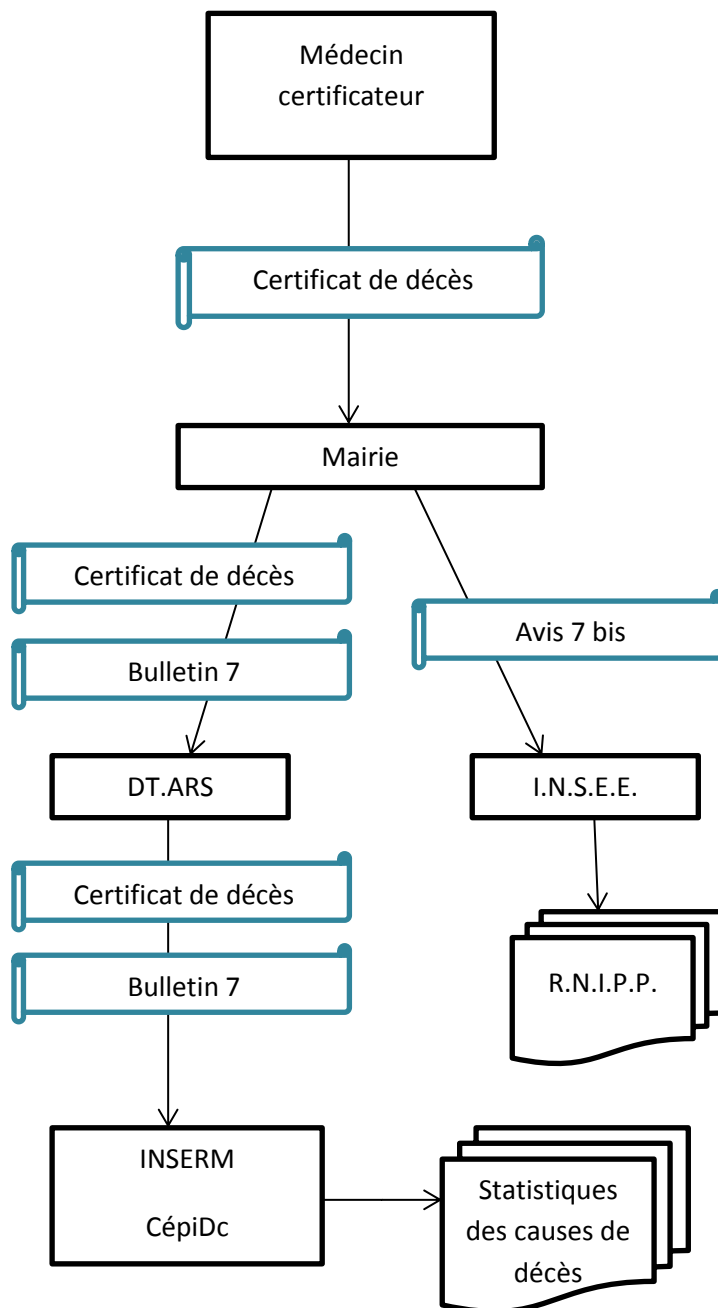 Médecin
certificateur
Certificat de décès
Mairie
Certificat de décès
Bulletin 7
Avis 7 bis
DT.ARS
I.N.S.E.E.
Certificat de décès
Bulletin 7
R.N.I.P.P.
INSERM
CépiDc
Statistiques
des causes de
décès